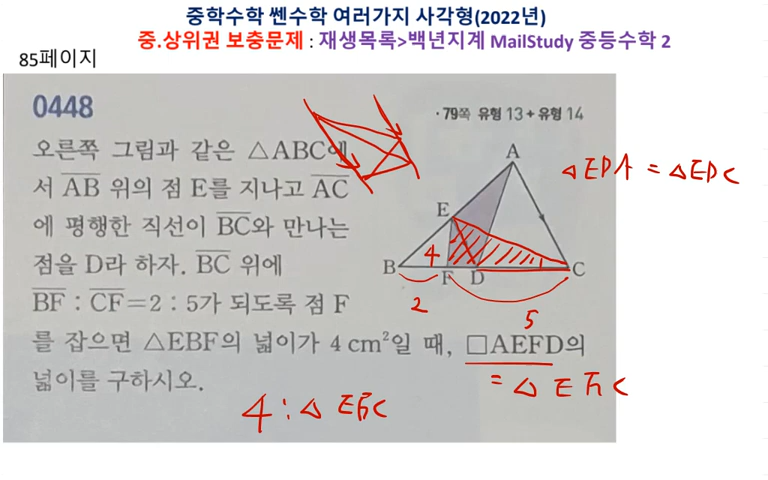 중학수학 쎈수학 여러가지 사각형(2022년)
중.상위권 보충문제 : 재생목록>백년지계 MailStudy 중등수학 2
85페이지
0448
· 79쪽 유형 13 + 유형 14
오른쪽 그림과 같은 △ABC에
서 AB 위의 점 E를 지나고 AC
에 평행한 직선이 BC와 만나는
점을 D라 하자. BC 위에
BF : CF=2 : 5가 되도록 점 F
를 잡으면 △EBF의 넓이가 4 cm²일 때, □AEFD의
넓이를 구하시오.
A
E
B
F
D
C
4
2
5
△EDA = △EDC
= △EFC
4 : △EFC